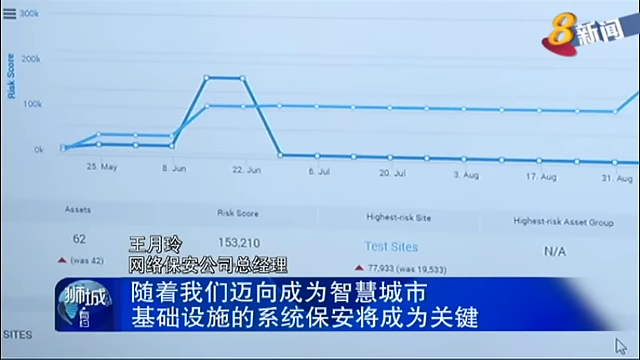 300k
8
新闻
Risk Score
200k
100k
0k
25. May
8. Jun
22. Jun
6. Jul
20. Jul
3. Aug
17. Aug
31. Aug
Assets
Risk Score
Highest-risk Site
Highest-risk Asset Group
62
153,210
Test Sites
N/A
(was 42)
77,933 (was 19,533)
王月玲
网络保安公司总经理
狮城
随着我们迈向成为智慧城市
基础设施的系统保安将成为关键
SITES